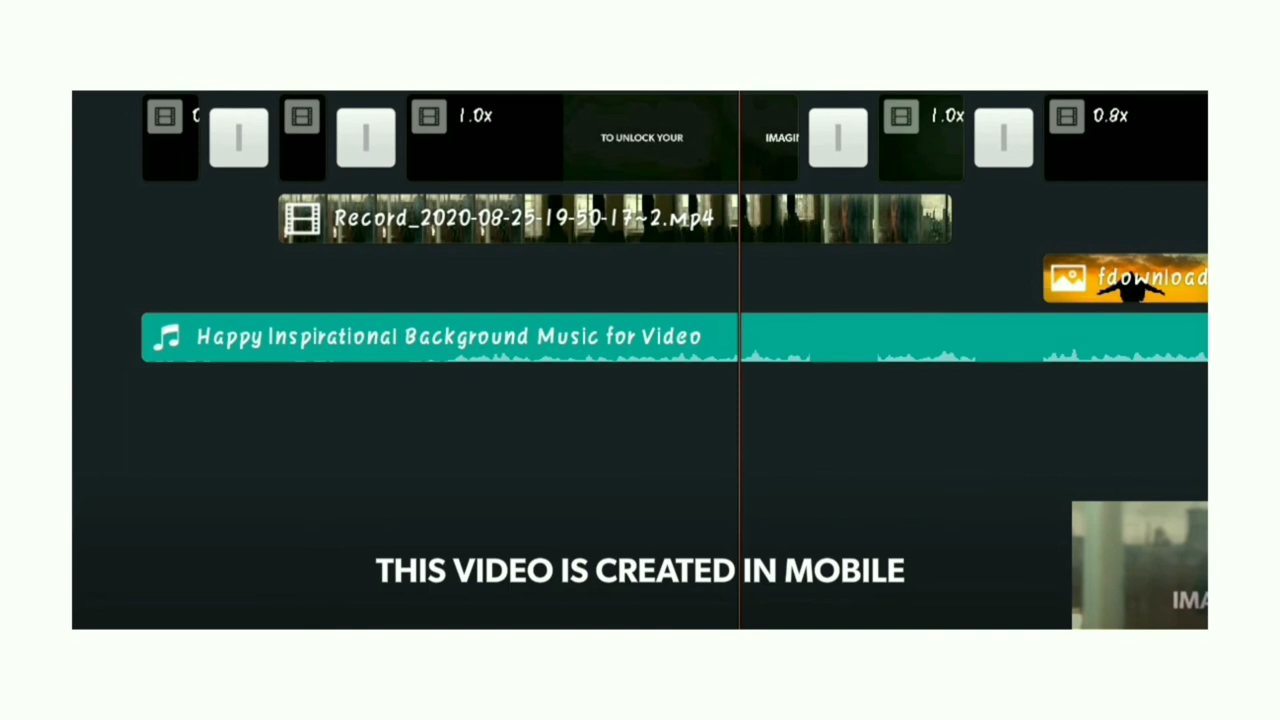 1.0x
1.0x
0.8x
TO UNLOCK YOUR
Record_2020-08-25-19-50-17~2.mp4
fdownload
Happy Inspirational Background Music for Video
THIS VIDEO IS CREATED IN MOBILE